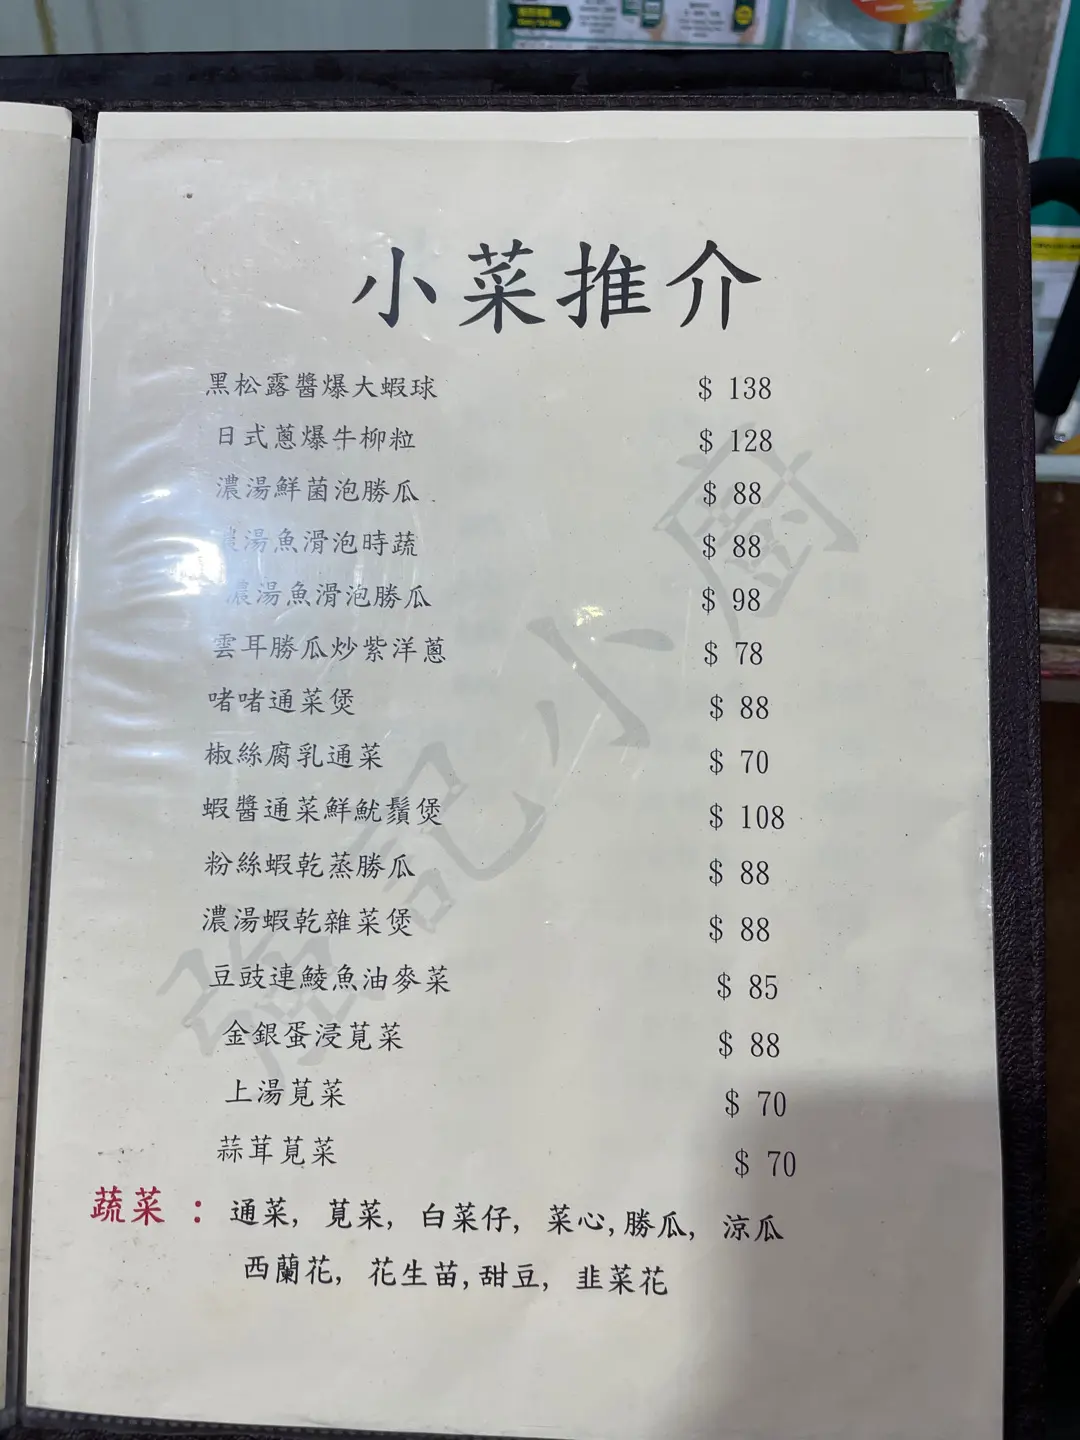 小菜推介
黑松露醬爆大蝦球 $ 138
日式蔥爆牛柳粒 $ 128
濃湯鮮菌泡勝瓜 $ 88
濃湯魚滑泡時蔬 $ 88
濃湯魚滑泡勝瓜 $ 98
雲耳勝瓜炒紫洋蔥 $ 78
啫啫通菜煲 $ 88
椒絲腐乳通菜 $ 70
蝦醬通菜鮮魷鬚煲 $ 108
粉絲蝦乾蒸勝瓜 $ 88
濃湯蝦乾雜菜煲 $ 88
豆豉連鯪魚油麥菜 $ 85
金銀蛋浸莧菜 $ 88
上湯莧菜 $ 70
蒜茸莧菜 $ 70
蔬菜：通菜, 莧菜, 白菜仔, 菜心, 勝瓜, 涼瓜
西蘭花, 花生苗, 甜豆, 韭菜花
強記小廚